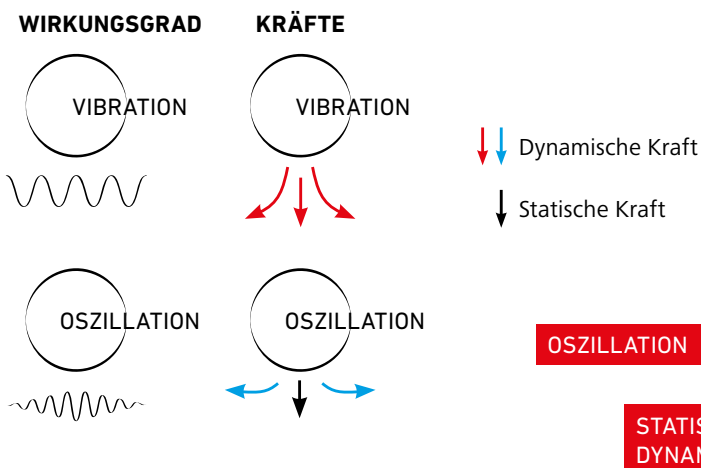 WIRKUNGSGRAD
KRÄFTE
VIBRATION
VIBRATION
Dynamische Kraft
Statische Kraft
OSZILLATION
OSZILLATION
OSZILLATION